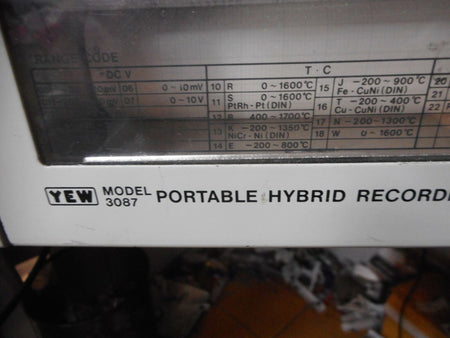 RANGE CODE
DC V
T · C
0~10mV
10 R 0~1600℃
11 S 0~1600℃
PtRh-Pt(DIN)
12 B 400~1700℃
13 K -200~1350℃
NiCr-Ni(DIN)
14 E -200~800℃
07 0~10V
15 J -200~900℃
Fe-CuNi(DIN)
16 T -200~400℃
Cu-CuNi(DIN)
17 N -200~1300℃
18 W 0~1600℃
20
21
22
YEW MODEL 3087 PORTABLE HYBRID RECORD